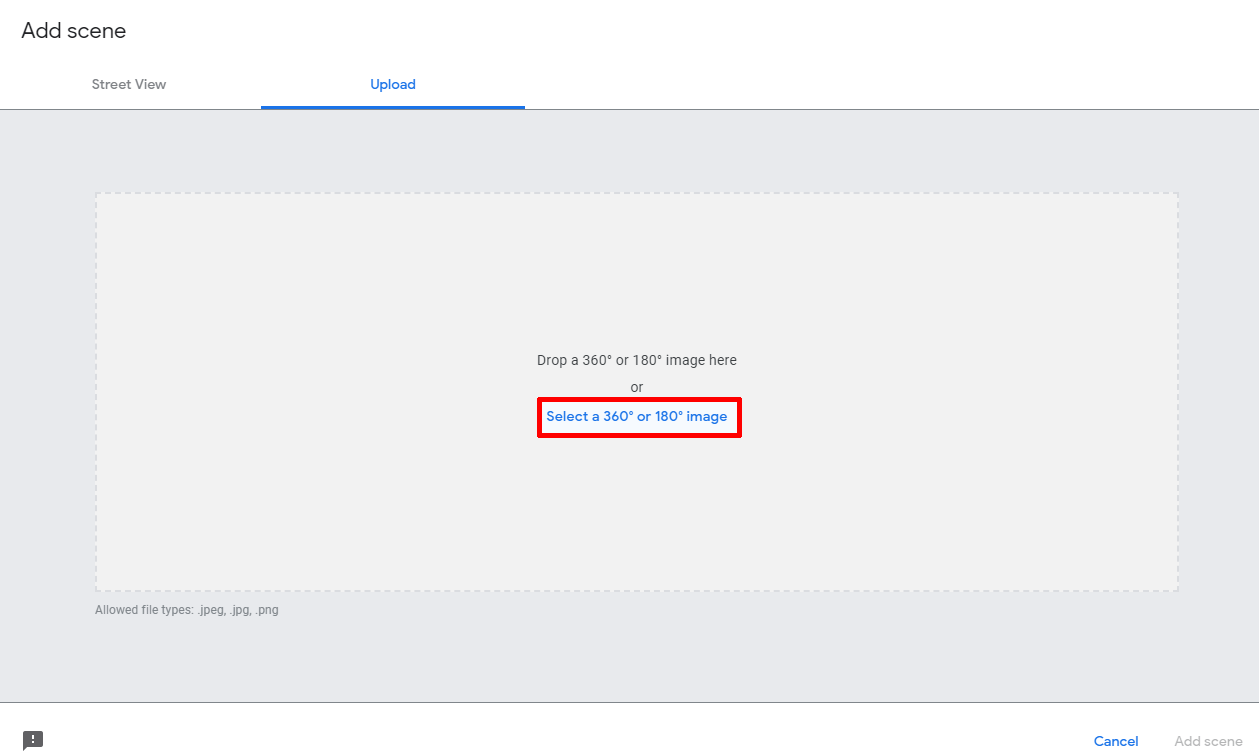 Add scene
Street View
Upload
Drop a 360° or 180° image here
or
Select a 360° or 180° image
Allowed file types: .jpeg, .jpg, .png
Cancel
Add scene